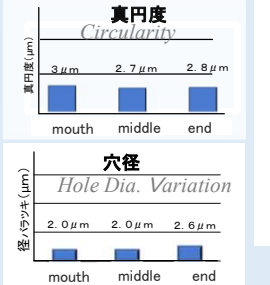 真円度
Circularity
真円度(μm)
3μm 2.7μm 2.8μm
mouth middle end
穴径
Hole Dia. Variation
径バラツキ(μm)
2.0μm 2.0μm 2.6μm
mouth middle end